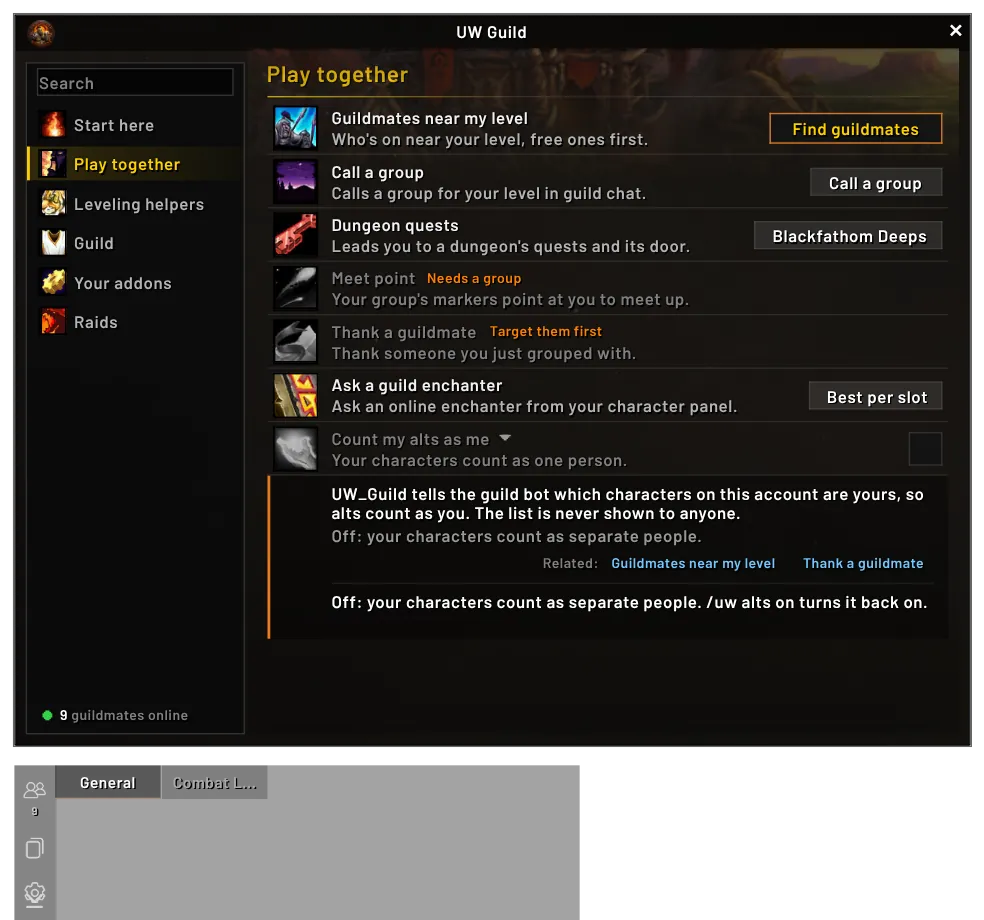 UW Guild
Search
Start here
Play together
Leveling helpers
Guild
Your addons
Raids
9 guildmates online
Play together
Guildmates near my level
Who's on near your level, free ones first.
Find guildmates
Call a group
Calls a group for your level in guild chat.
Call a group
Dungeon quests
Leads you to a dungeon's quests and its door.
Blackfathom Deeps
Meet point Needs a group
Your group's markers point at you to meet up.
Thank a guildmate Target them first
Thank someone you just grouped with.
Ask a guild enchanter
Ask an online enchanter from your character panel.
Best per slot
Count my alts as me
Your characters count as one person.
UW_Guild tells the guild bot which characters on this account are yours, so
alts count as you. The list is never shown to anyone.
Off: your characters count as separate people.
Related: Guildmates near my level Thank a guildmate
Off: your characters count as separate people. /uw alts on turns it back on.
General Combat L...
9